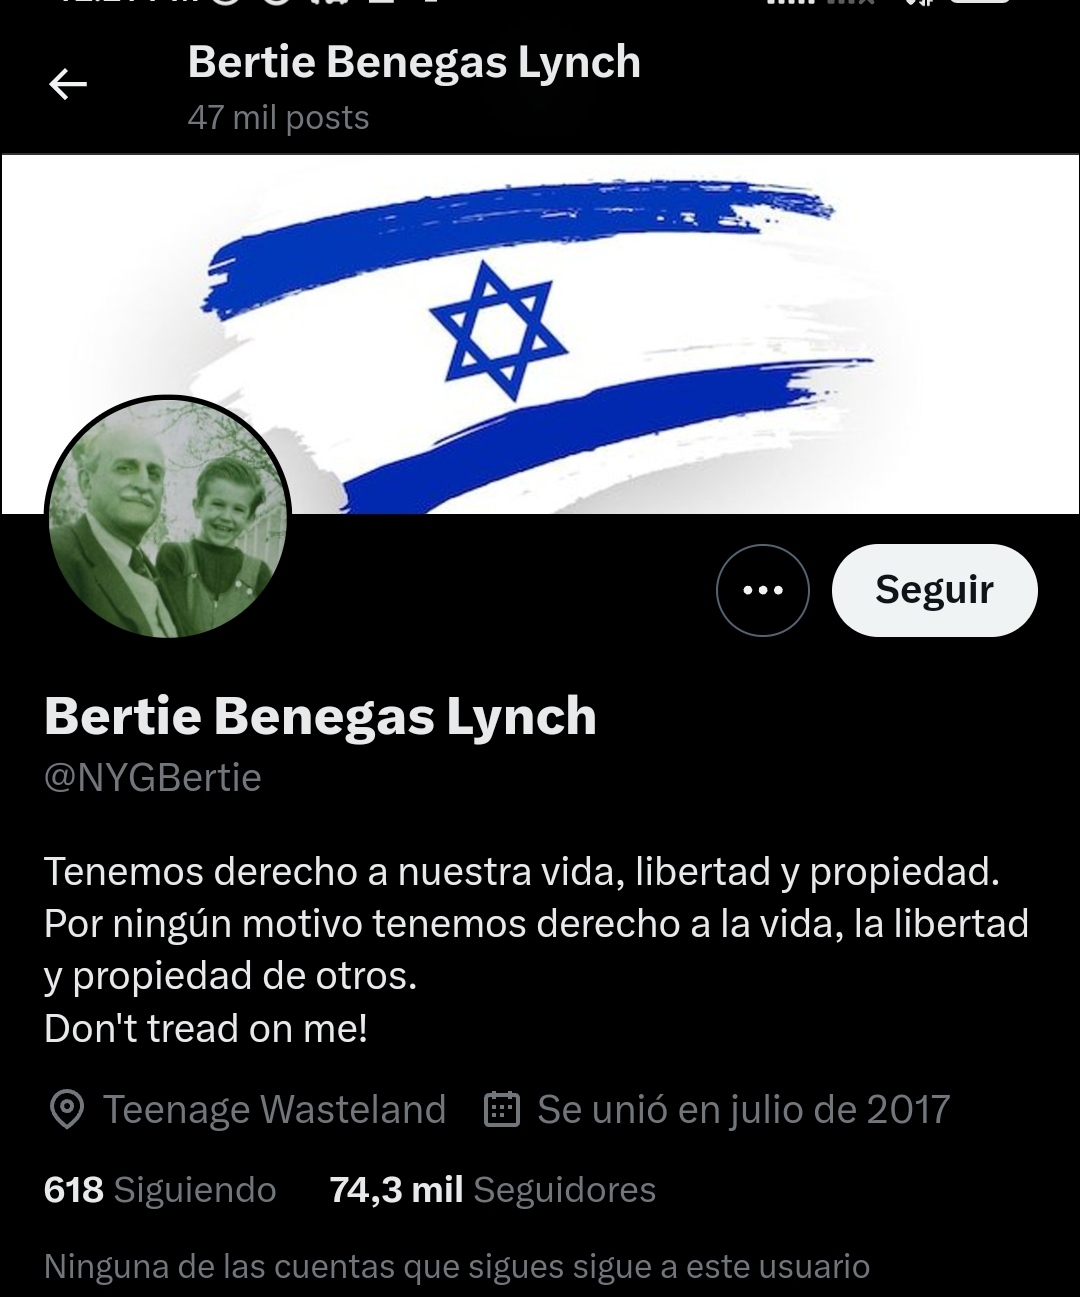 Bertie Benegas Lynch
47 mil posts
Seguir
Bertie Benegas Lynch
@NYGBertie
Tenemos derecho a nuestra vida, libertad y propiedad.
Por ningún motivo tenemos derecho a la vida, la libertad
y propiedad de otros.
Don't tread on me!
Teenage Wasteland Se unió en julio de 2017
618 Siguiendo 74,3 mil Seguidores
Ninguna de las cuentas que sigues sigue a este usuario